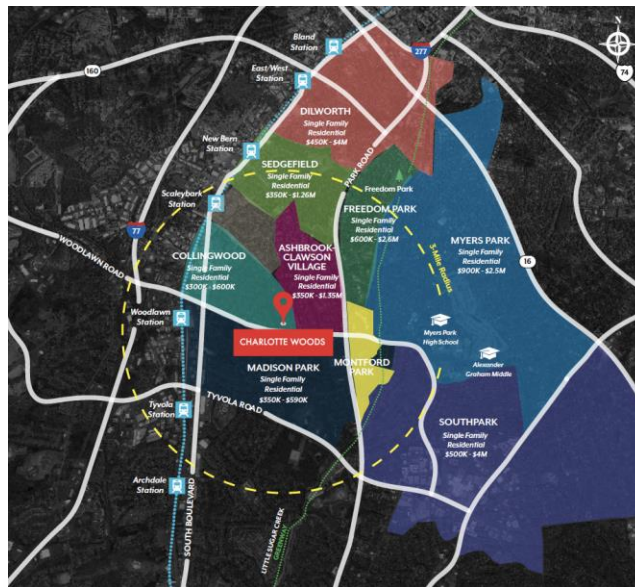 N
Bland
Station
277
74
160
East/West
Station
DILWORTH
Single Family
Residential
$450K - $4M
New Bern
Station
SEDGEFIELD
Single Family
Residential
$350K - $1.26M
PARK ROAD
Freedom Park
Scaleybark
Station
FREEDOM PARK
Single Family
Residential
$600K - $2.6M
77
WOODLAWN ROAD
COLLINGWOOD
Single Family
Residential
$300K - $600K
ASHBROOK-
CLAWSON
VILLAGE
Single Family
Residential
$350K - $1.35M
MYERS PARK
Single Family
Residential
$900K - $2.5M
3-Mile Radius
16
Woodlawn
Station
CHARLOTTE WOODS
Myers Park
High School
Alexander
Graham Middle
MONTFORD
PARK
MADISON PARK
Single Family
Residential
$350K - $590K
TYVOLA ROAD
Tyvola
Station
SOUTHPARK
Single Family
Residential
$500K - $4M
Archdale
Station
SOUTH BOULEVARD
LITTLE SUGAR CREEK
GREENWAY